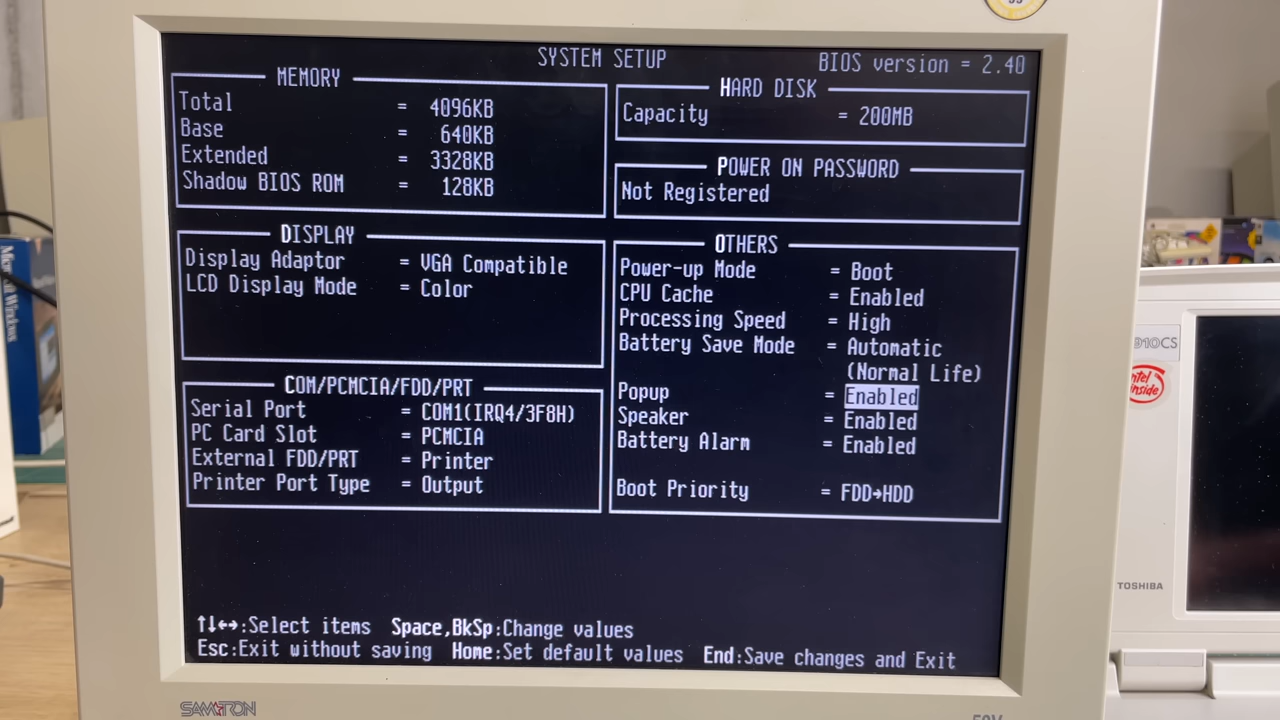 SYSTEM SETUP
BIOS version = 2.40
MEMORY
Total = 4096KB
Base = 640KB
Extended = 3328KB
Shadow BIOS ROM = 128KB
DISPLAY
Display Adaptor = VGA Compatible
LCD Display Mode = Color
COM/PCMCIA/FDD/PRT
Serial Port = COM1(IRQ4/3F8H)
PC Card Slot = PCMCIA
External FDD/PRT = Printer
Printer Port Type = Output
HARD DISK
Capacity = 200MB
POWER ON PASSWORD
Not Registered
OTHERS
Power-up Mode = Boot
CPU Cache = Enabled
Processing Speed = High
Battery Save Mode = Automatic
(Normal Life)
Popup = Enabled
Speaker = Enabled
Battery Alarm = Enabled
Boot Priority = FDD→HDD
↑↓←→:Select items Space,BkSp:Change values
Esc:Exit without saving Home:Set default values End:Save changes and Exit
SAMTRON
Microsoft Windows
910CS
intel
inside
TOSHIBA